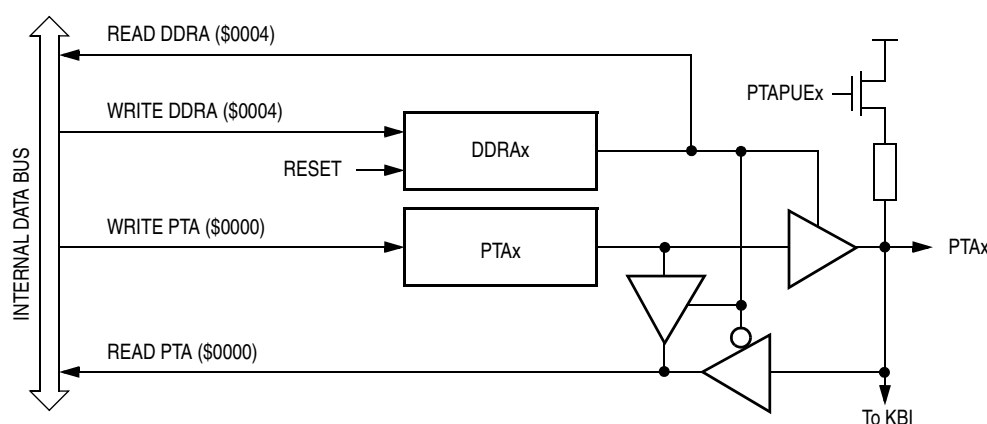 READ DDRA ($0004)
WRITE DDRA ($0004)
RESET
DDRAx
PTAPUEx
INTERNAL DATA BUS
WRITE PTA ($0000)
PTAx
PTAx
READ PTA ($0000)
To KBI